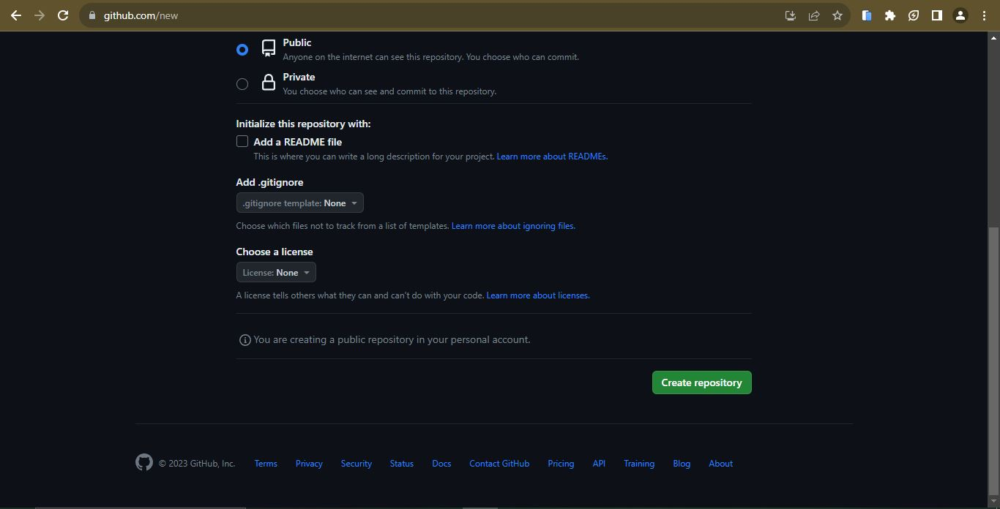 github.com/new
Public
Anyone on the internet can see this repository. You choose who can commit.
Private
You choose who can see and commit to this repository.
Initialize this repository with:
Add a README file
This is where you can write a long description for your project. Learn more about READMEs.
Add .gitignore
.gitignore template: None
Choose which files not to track from a list of templates. Learn more about ignoring files.
Choose a license
License: None
A license tells others what they can and can't do with your code. Learn more about licenses.
You are creating a public repository in your personal account.
Create repository
© 2023 GitHub, Inc. Terms Privacy Security Status Docs Contact GitHub Pricing API Training Blog About